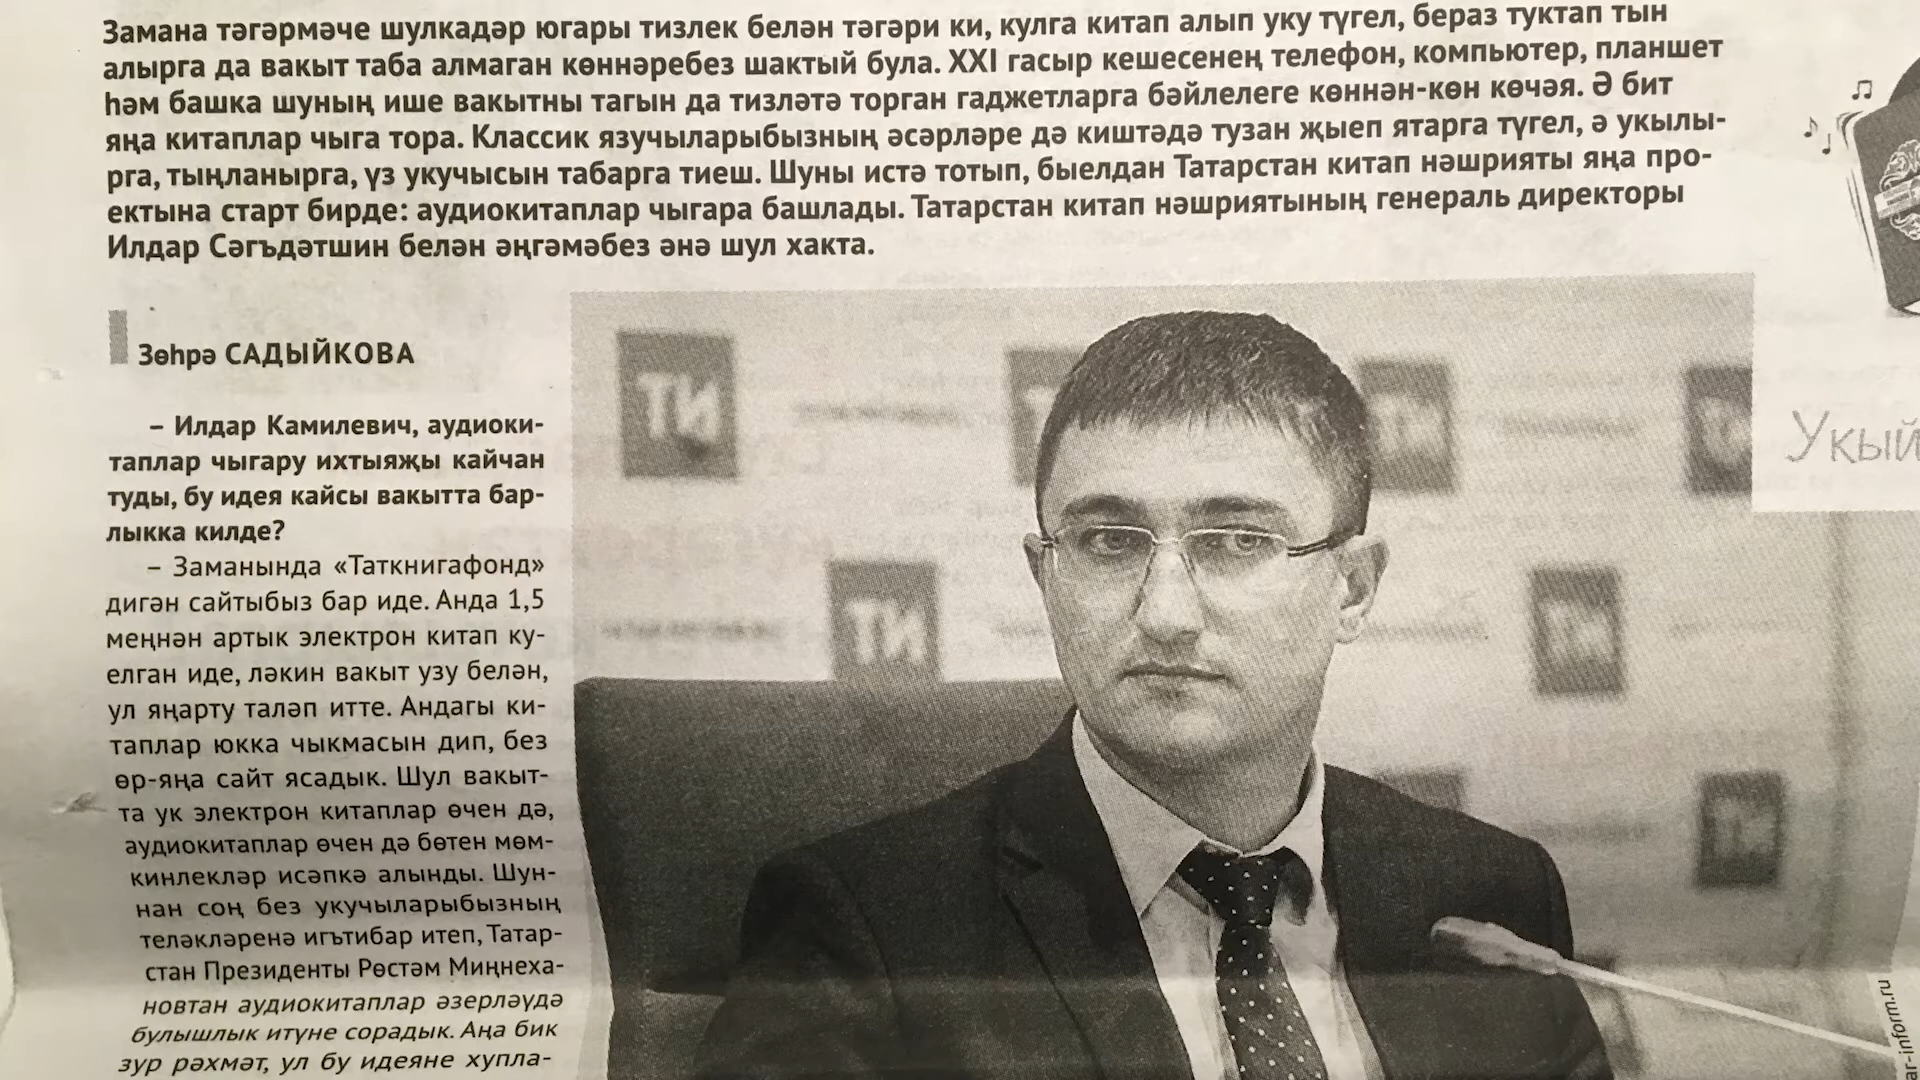 Замана тәгәрмәче шулкадәр югары тизлек белән тәгәри ки, кулга китап алып уку түгел, бераз туктап тын
алырга да вакыт таба алмаган көннәребез шактый була. XXI гасыр кешесенең телефон, компьютер, планшет
һәм башка шуның ише вакытны тагын да тизләтә торган гаджетларга бәйлелеге көннән-көн көчәя. Ә бит
яңа китаплар чыга тора. Классик язучыларыбызның әсәрләре дә киштәдә тузан җыеп ятарга түгел, ә укылы-
рга, тыңланырга, үз укучысын табарга тиеш. Шуны истә тотып, быелдан Татарстан китап нәшрияты яңа про-
ектына старт бирде: аудиокитаплар чыгара башлады. Татарстан китап нәшриятының генераль директоры
Илдар Сәгъдәтшин белән әңгәмәбез әнә шул хакта.
Зөһрә САДЫЙКОВА
– Илдар Камилевич, аудиоки-
таплар чыгару ихтыяҗы кайчан
туды, бу идея кайсы вакытта бар-
лыкка килде?
– Заманында «Таткнигафонд»
дигән сайтыбыз бар иде. Анда 1,5
меңнән артык электрон китап ку-
елган иде, ләкин вакыт узу белән,
ул яңарту таләп итте. Андагы ки-
таплар юкка чыкмасын дип, без
өр-яңа сайт ясадык. Шул вакыт-
та ук электрон китаплар өчен дә,
аудиокитаплар өчен дә бөтен мөм-
кинлекләр исәпкә алынды. Шун-
нан соң без укучыларыбызның
теләкләренә игътибар итеп, Татар-
стан Президенты Рөстәм Миңнеха-
новтан аудиокитаплар әзерләүдә
булышлык итүне сорадык. Аңа бик
зур рәхмәт, ул бу идеяне хупла-
ТИ
ТИ
ТИ
ТИ
ТИ
ТИ
Укый
ar-inform.ru